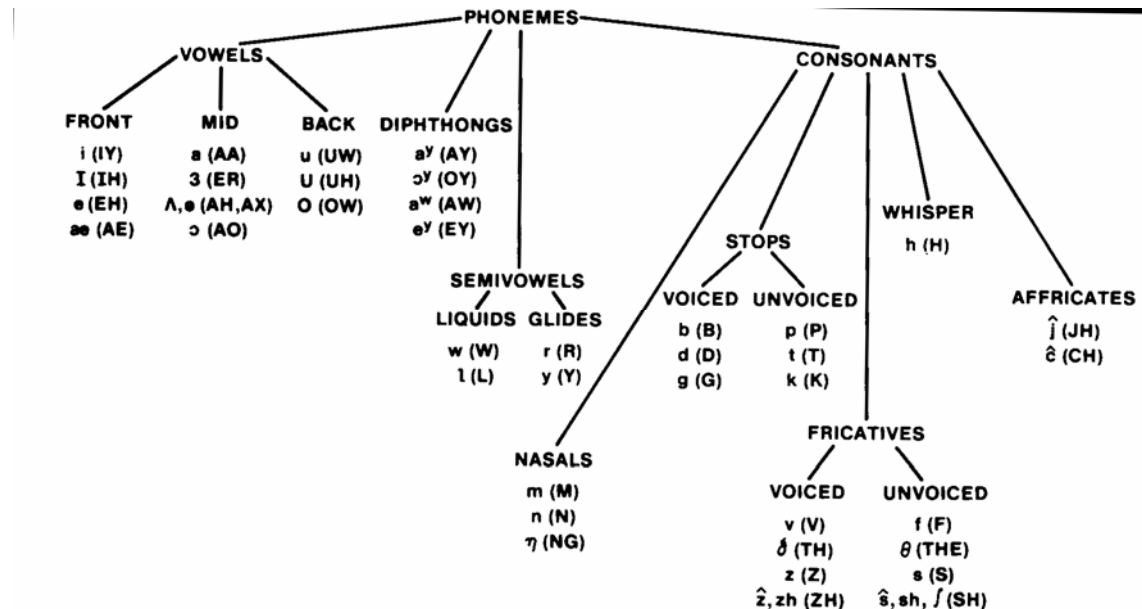 PHONEMES
VOWELS
CONSONANTS
FRONT MID BACK DIPHTHONGS
i (IY) a (AA) u (UW) aʸ (AY)
I (IH) 3 (ER) U (UH) ɔʸ (OY)
e (EH) Λ, ə (AH, AX) O (OW) aʷ (AW)
ae (AE) ɔ (AO) eʸ (EY)
WHISPER
h (H)
STOPS
SEMIVOWELS
VOICED UNVOICED
AFFRICATES
LIQUIDS GLIDES
b (B) p (P)
ĵ (JH)
w (W) r (R)
d (D) t (T)
ĉ (CH)
l (L) y (Y)
g (G) k (K)
FRICATIVES
NASALS
VOICED UNVOICED
m (M)
n (N)
η (NG)
v (V) f (F)
ð (TH) θ (THE)
z (Z) s (S)
ẑ, zh (ZH) ŝ, sh, ʃ (SH)